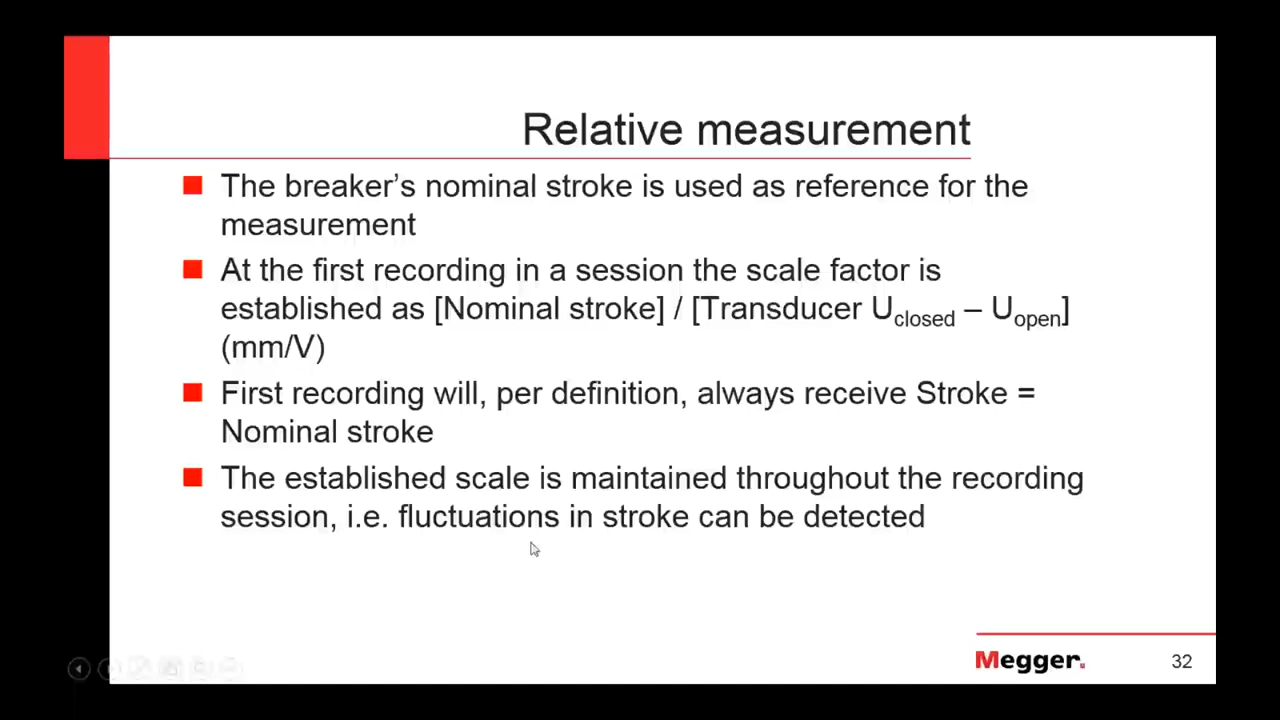 Relative measurement
The breaker’s nominal stroke is used as reference for the
measurement
At the first recording in a session the scale factor is
established as [Nominal stroke] / [Transducer Uclosed – Uopen]
(mm/V)
First recording will, per definition, always receive Stroke =
Nominal stroke
The established scale is maintained throughout the recording
session, i.e. fluctuations in stroke can be detected
Megger.
32